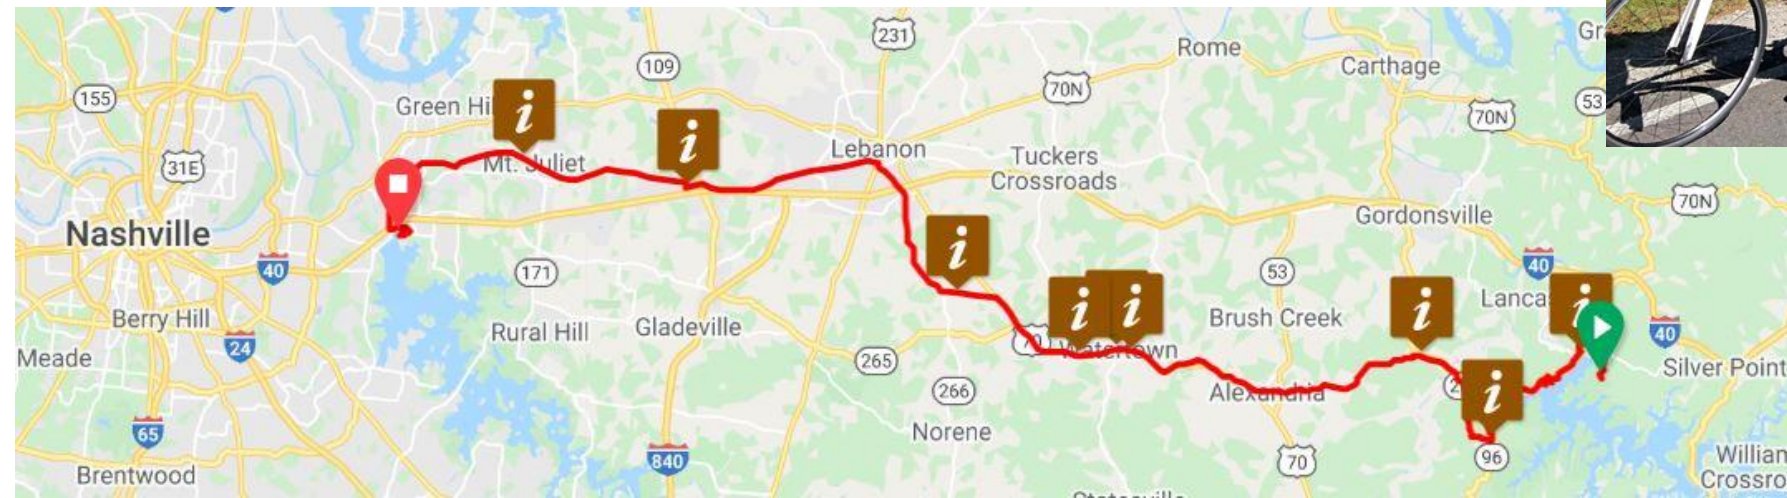 231
Rome
109
Carthage
155
70N
Green Hi
i
53
70N
i
31E
Mt. Juliet
Lebanon
Tuckers
Crossroads
70N
Nashville
Gordonsville
i
40
171
53
40
Lanca
i
i
i
i
Berry Hill
Rural Hill
Gladeville
Brush Creek
40
24
Watertown
Meade
265
Silver Point
i
266
Alexandria
65
Norene
840
70
96
Brentwood
William
Crossro